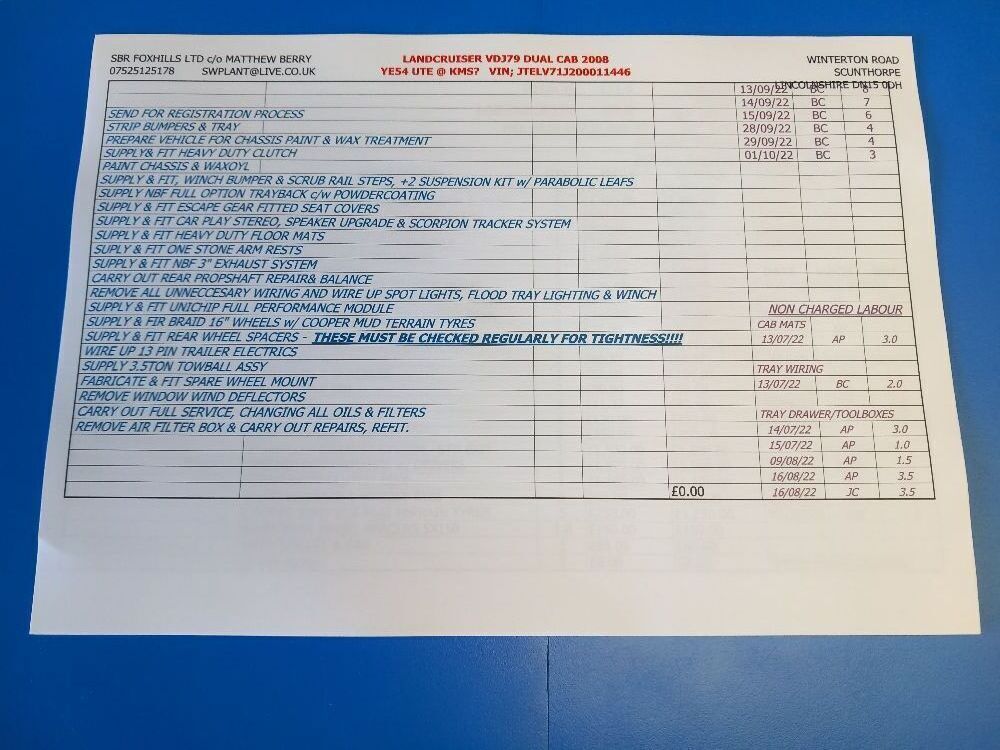 SBR FOXHILLS LTD c/o MATTHEW BERRY LANDCRUISER VDJ79 DUAL CAB 2008 WINTERTON ROAD
07525125178 SWPLANT@LIVE.CO.UK YE54 UTE @ KMS? VIN; JTELV71J200011446 SCUNTHORPE
LINCOLNSHIRE DN15 0DH
13/09/22 BC 6
14/09/22 BC 7
SEND FOR REGISTRATION PROCESS 15/09/22 BC 6
STRIP BUMPERS & TRAY 28/09/22 BC 4
PREPARE VEHICLE FOR CHASSIS PAINT & WAX TREATMENT 29/09/22 BC 4
SUPPLY& FIT HEAVY DUTY CLUTCH 01/10/22 BC 3
PAINT CHASSIS & WAXOYL
SUPPLY & FIT, WINCH BUMPER & SCRUB RAIL STEPS, +2 SUSPENSION KIT w/ PARABOLIC LEAFS
SUPPLY NBF FULL OPTION TRAYBACK c/w POWDERCOATING
SUPPLY & FIT ESCAPE GEAR FITTED SEAT COVERS
SUPPLY & FIT CAR PLAY STEREO, SPEAKER UPGRADE & SCORPION TRACKER SYSTEM
SUPPLY & FIT HEAVY DUTY FLOOR MATS
SUPLY & FIT ONE STONE ARM RESTS
SUPPLY & FIT NBF 3" EXHAUST SYSTEM
CARRY OUT REAR PROPSHAFT REPAIR& BALANCE
REMOVE ALL UNNECCESARY WIRING AND WIRE UP SPOT LIGHTS, FLOOD TRAY LIGHTING & WINCH
SUPPLY & FIT UNICHIP FULL PERFORMANCE MODULE NON CHARGED LABOUR
SUPPLY & FIR BRAID 16" WHEELS w/ COOPER MUD TERRAIN TYRES CAB MATS
SUPPLY & FIT REAR WHEEL SPACERS - THESE MUST BE CHECKED REGULARLY FOR TIGHTNESS!!!! 13/07/22 AP 3.0
WIRE UP 13 PIN TRAILER ELECTRICS
SUPPLY 3.5TON TOWBALL ASSY TRAY WIRING
FABRICATE & FIT SPARE WHEEL MOUNT 13/07/22 BC 2.0
REMOVE WINDOW WIND DEFLECTORS
CARRY OUT FULL SERVICE, CHANGING ALL OILS & FILTERS TRAY DRAWER/TOOLBOXES
REMOVE AIR FILTER BOX & CARRY OUT REPAIRS, REFIT. 14/07/22 AP 3.0
15/07/22 AP 1.0
09/08/22 AP 1.5
16/08/22 AP 3.5
£0.00 16/08/22 JC 3.5